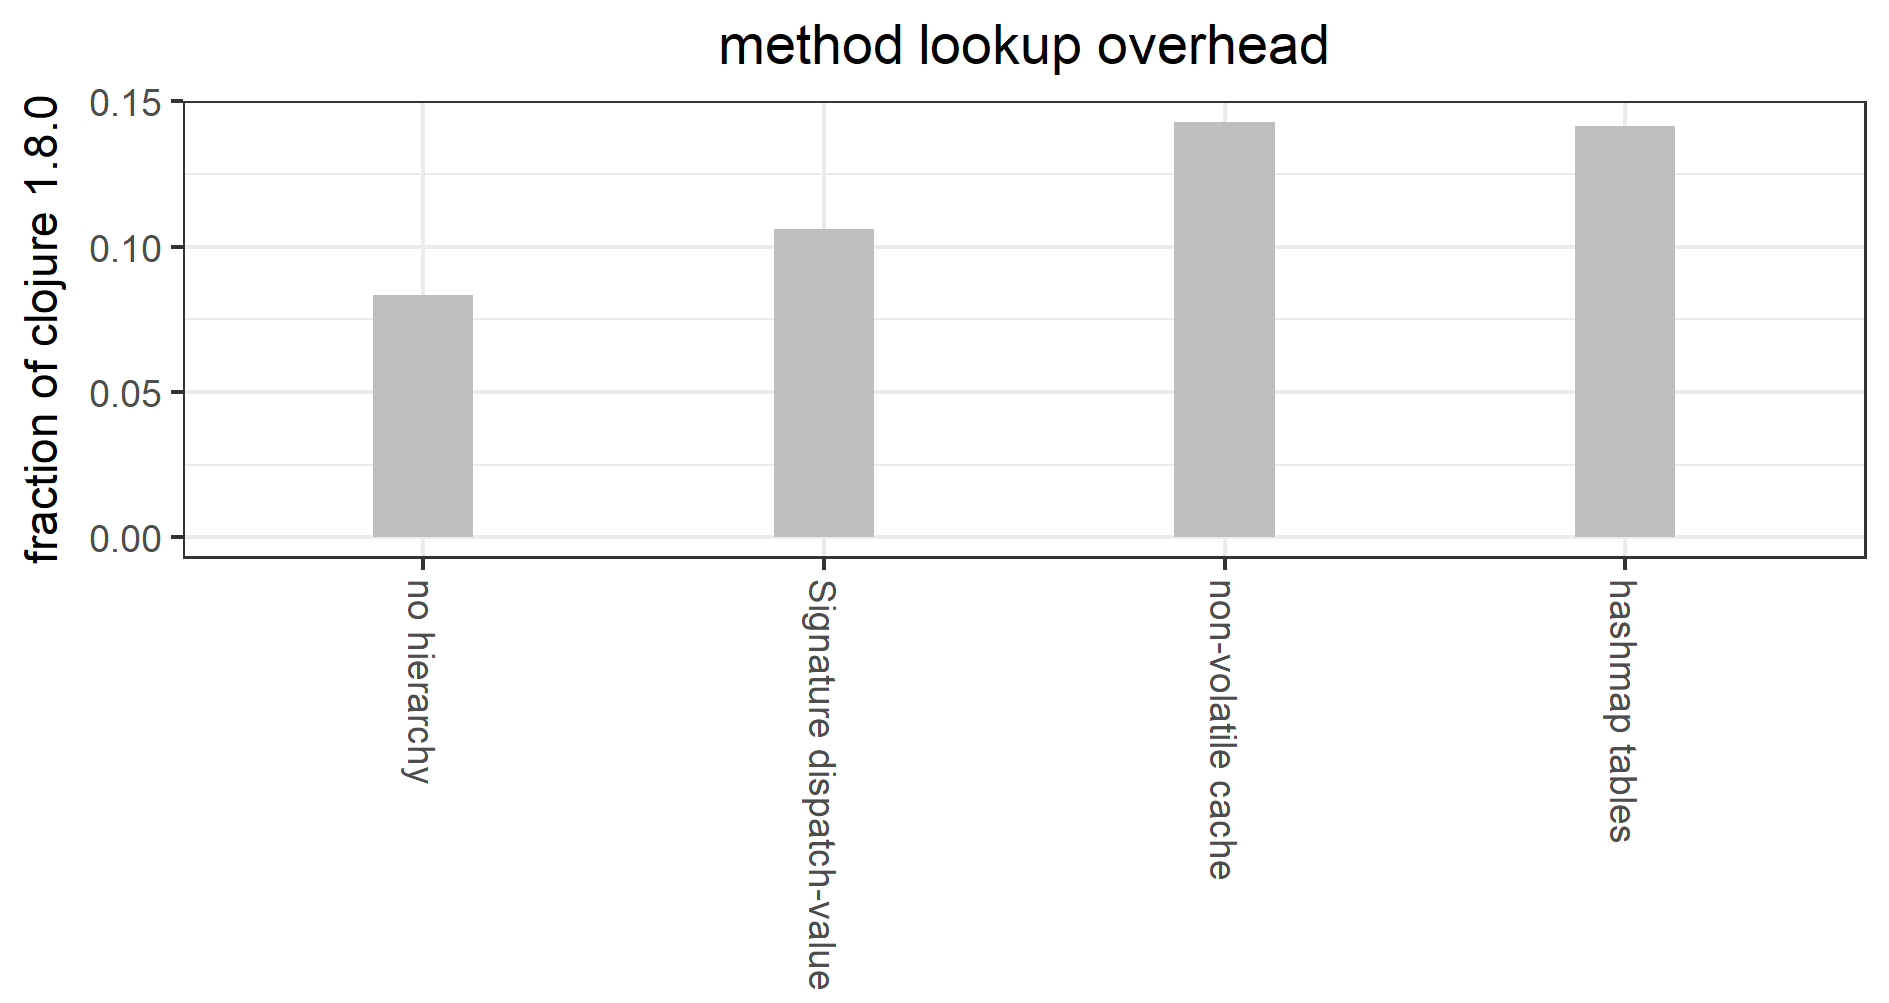 method lookup overhead
fraction of clojure 1.8.0
0.15
0.10
0.05
0.00
no hierarchy
Signature dispatch-value
non-volatile cache
hashmap tables